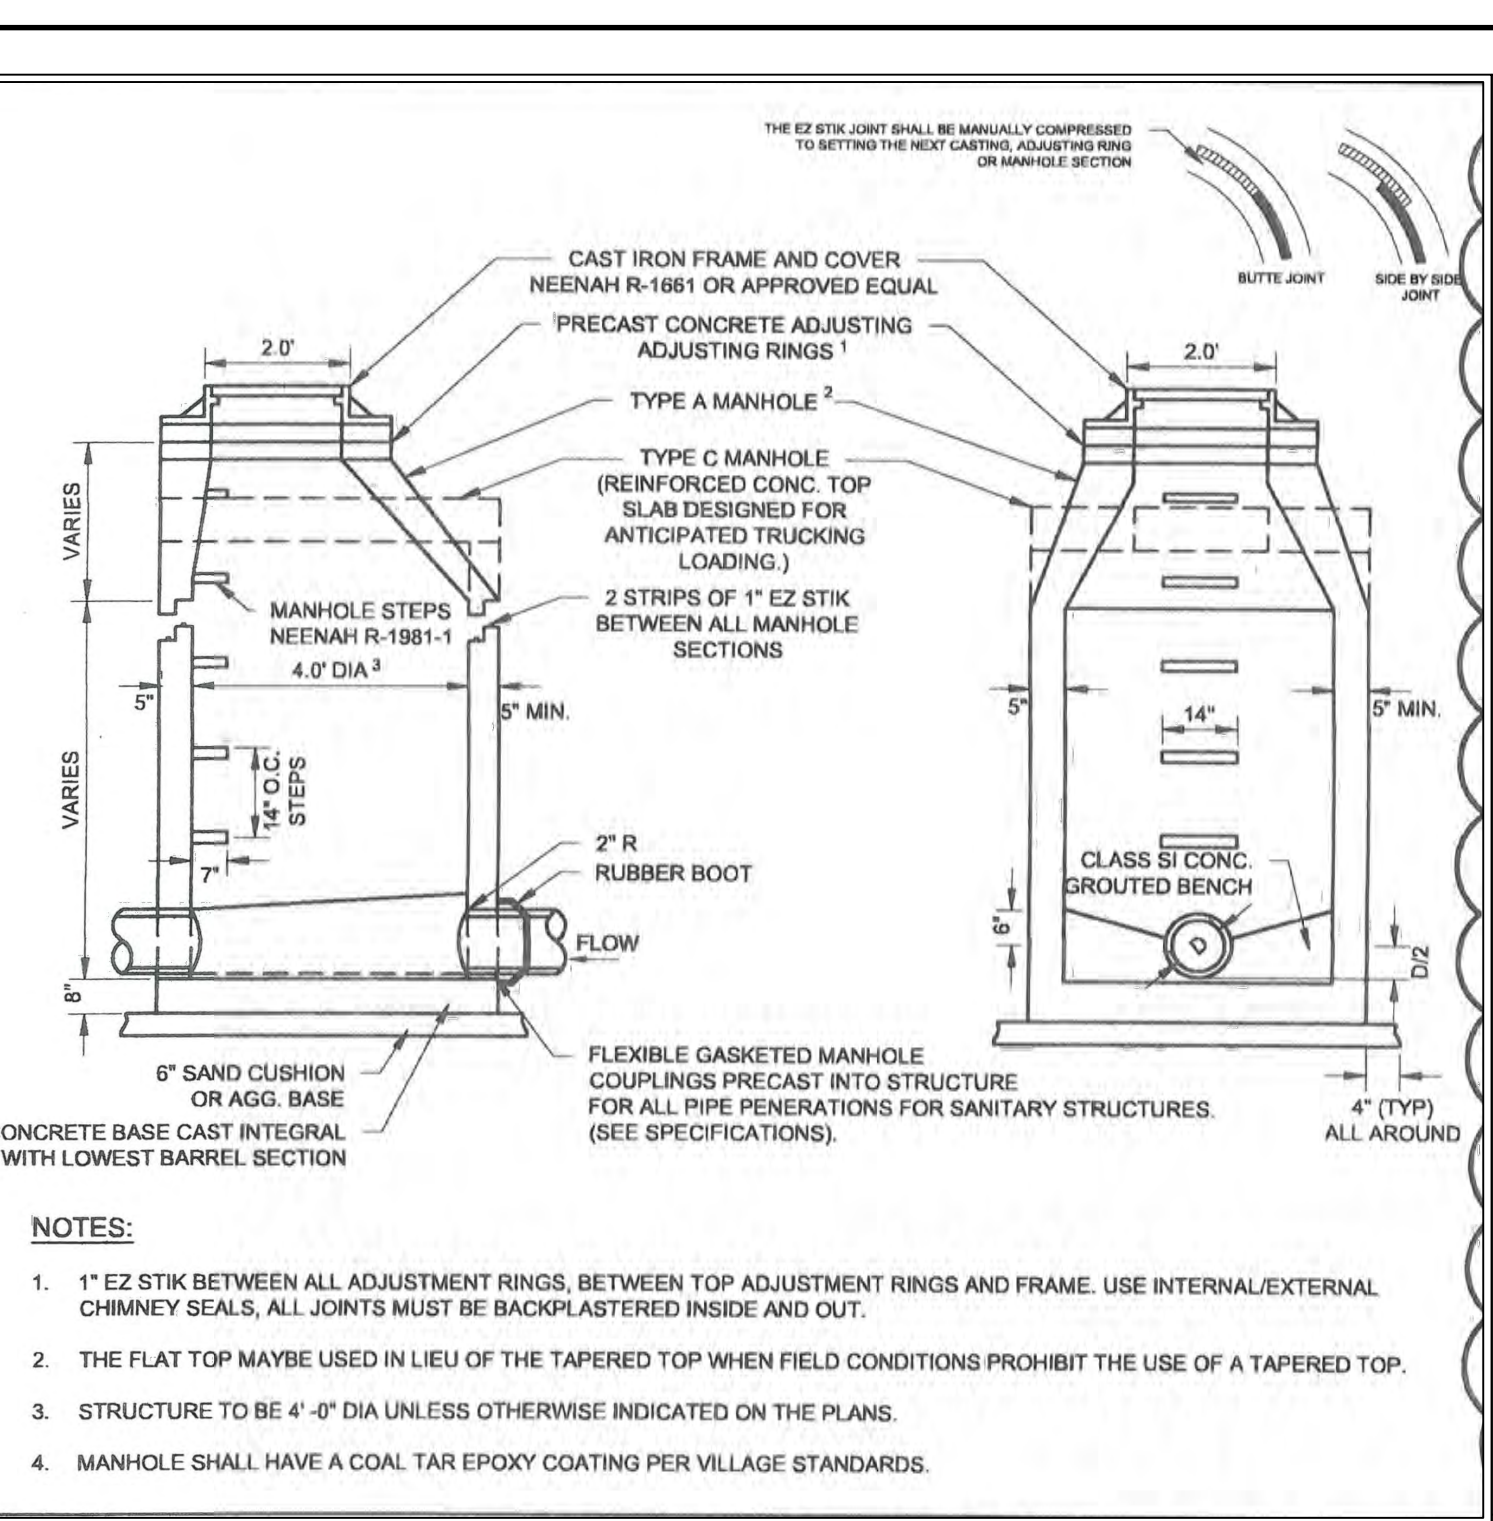 THE EZ STIK JOINT SHALL BE MANUALLY COMPRESSED
TO SETTING THE NEXT CASTING, ADJUSTING RING
OR MANHOLE SECTION
BUTTE JOINT
SIDE BY SIDE
JOINT
CAST IRON FRAME AND COVER
NEENAH R-1661 OR APPROVED EQUAL
PRECAST CONCRETE ADJUSTING
ADJUSTING RINGS 1
2.0'
2.0'
TYPE A MANHOLE 2
TYPE C MANHOLE
(REINFORCED CONC. TOP
SLAB DESIGNED FOR
ANTICIPATED TRUCKING
LOADING.)
VARIES
MANHOLE STEPS
NEENAH R-1981-1
2 STRIPS OF 1" EZ STIK
BETWEEN ALL MANHOLE
SECTIONS
4.0' DIA 3
5"
5" MIN.
5"
14"
5" MIN.
VARIES
14" O.C.
STEPS
7"
2" R
RUBBER BOOT
FLOW
CLASS SI CONC.
GROUTED BENCH
6"
D
D/2
8"
6" SAND CUSHION
OR AGG. BASE
ONCRETE BASE CAST INTEGRAL
WITH LOWEST BARREL SECTION
FLEXIBLE GASKETED MANHOLE
COUPLINGS PRECAST INTO STRUCTURE
FOR ALL PIPE PENERATIONS FOR SANITARY STRUCTURES.
(SEE SPECIFICATIONS).
4" (TYP)
ALL AROUND
NOTES:
1. 1" EZ STIK BETWEEN ALL ADJUSTMENT RINGS, BETWEEN TOP ADJUSTMENT RINGS AND FRAME. USE INTERNAL/EXTERNAL
CHIMNEY SEALS, ALL JOINTS MUST BE BACKPLASTERED INSIDE AND OUT.
2. THE FLAT TOP MAYBE USED IN LIEU OF THE TAPERED TOP WHEN FIELD CONDITIONS PROHIBIT THE USE OF A TAPERED TOP.
3. STRUCTURE TO BE 4' -0" DIA UNLESS OTHERWISE INDICATED ON THE PLANS.
4. MANHOLE SHALL HAVE A COAL TAR EPOXY COATING PER VILLAGE STANDARDS.